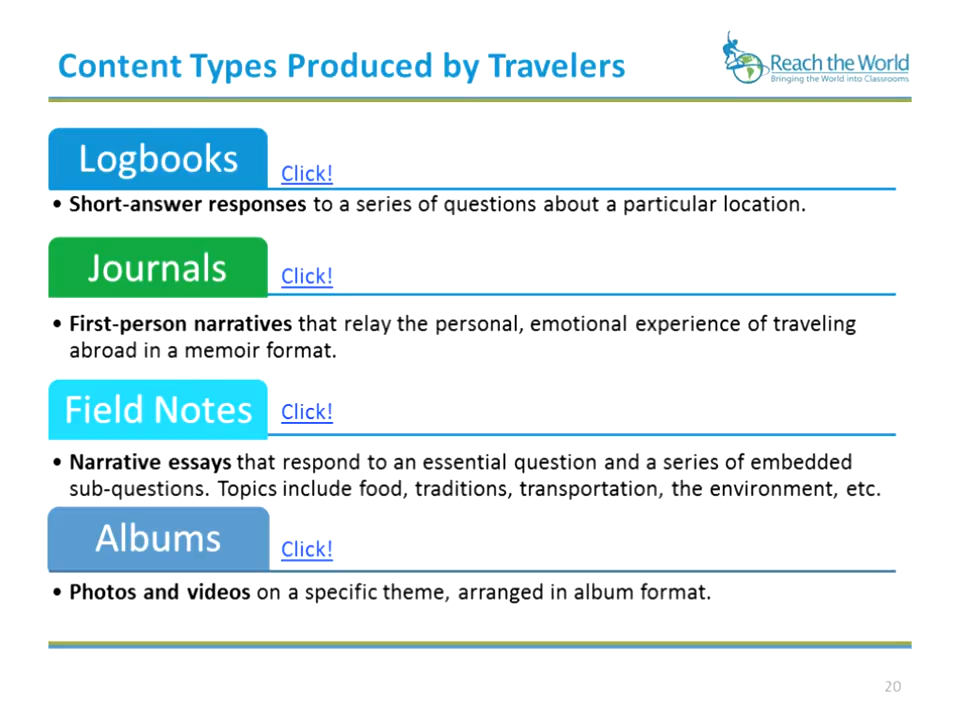 Content Types Produced by Travelers
Reach the World
Bringing the World into Classrooms
Logbooks
Click!
• Short-answer responses to a series of questions about a particular location.
Journals
Click!
• First-person narratives that relay the personal, emotional experience of traveling
abroad in a memoir format.
Field Notes
Click!
• Narrative essays that respond to an essential question and a series of embedded
sub-questions. Topics include food, traditions, transportation, the environment, etc.
Albums
Click!
• Photos and videos on a specific theme, arranged in album format.
20